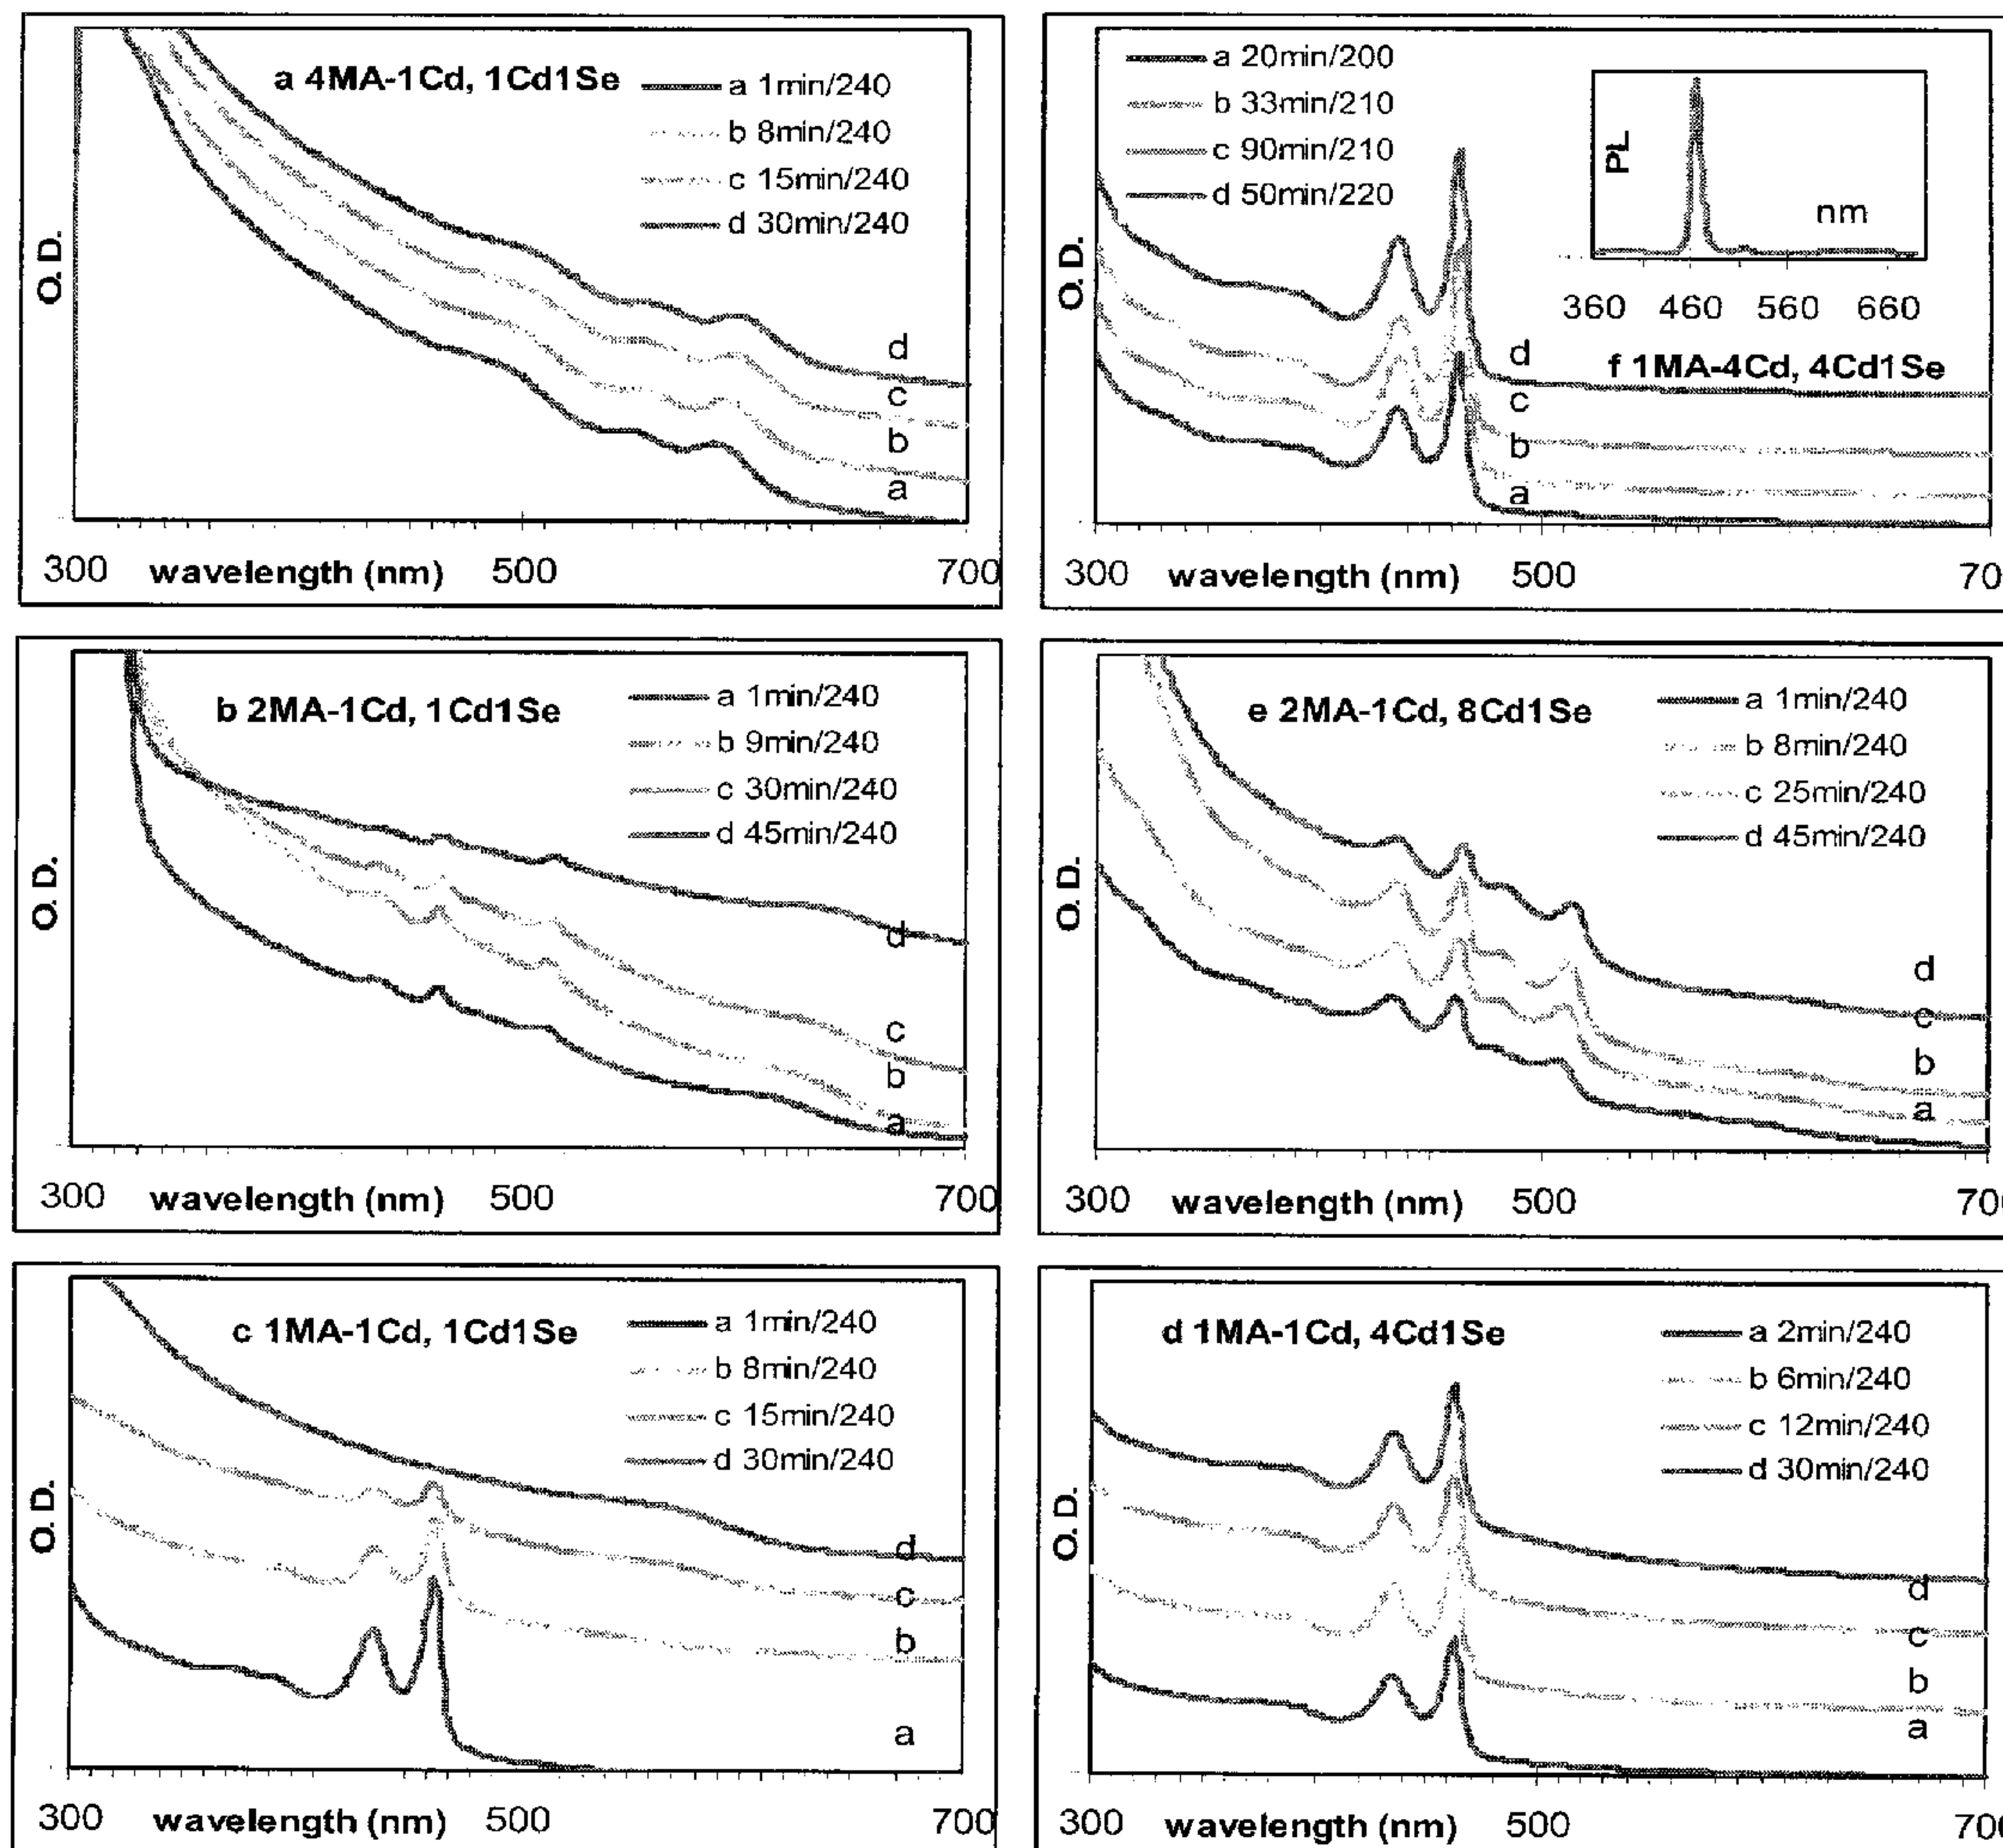 a 4MA-1Cd, 1Cd1Se
a 1min/240
b 8min/240
c 15min/240
d 30min/240
O. D.
d
c
b
a
300 wavelength (nm) 500 700
a 20min/200
b 33min/210
c 90min/210
d 50min/220
PL
nm
360 460 560 660
f 1MA-4Cd, 4Cd1Se
O. D.
d
c
b
a
300 wavelength (nm) 500 70
b 2MA-1Cd, 1Cd1Se
a 1min/240
b 9min/240
c 30min/240
d 45min/240
O. D.
d
c
b
a
300 wavelength (nm) 500 700
e 2MA-1Cd, 8Cd1Se
a 1min/240
b 8min/240
c 25min/240
d 45min/240
O. D.
d
c
b
a
300 wavelength (nm) 500 70
c 1MA-1Cd, 1Cd1Se
a 1min/240
b 8min/240
c 15min/240
d 30min/240
O. D.
d
c
b
a
300 wavelength (nm) 500 700
d 1MA-1Cd, 4Cd1Se
a 2min/240
b 6min/240
c 12min/240
d 30min/240
O. D.
d
c
b
a
300 wavelength (nm) 500 700